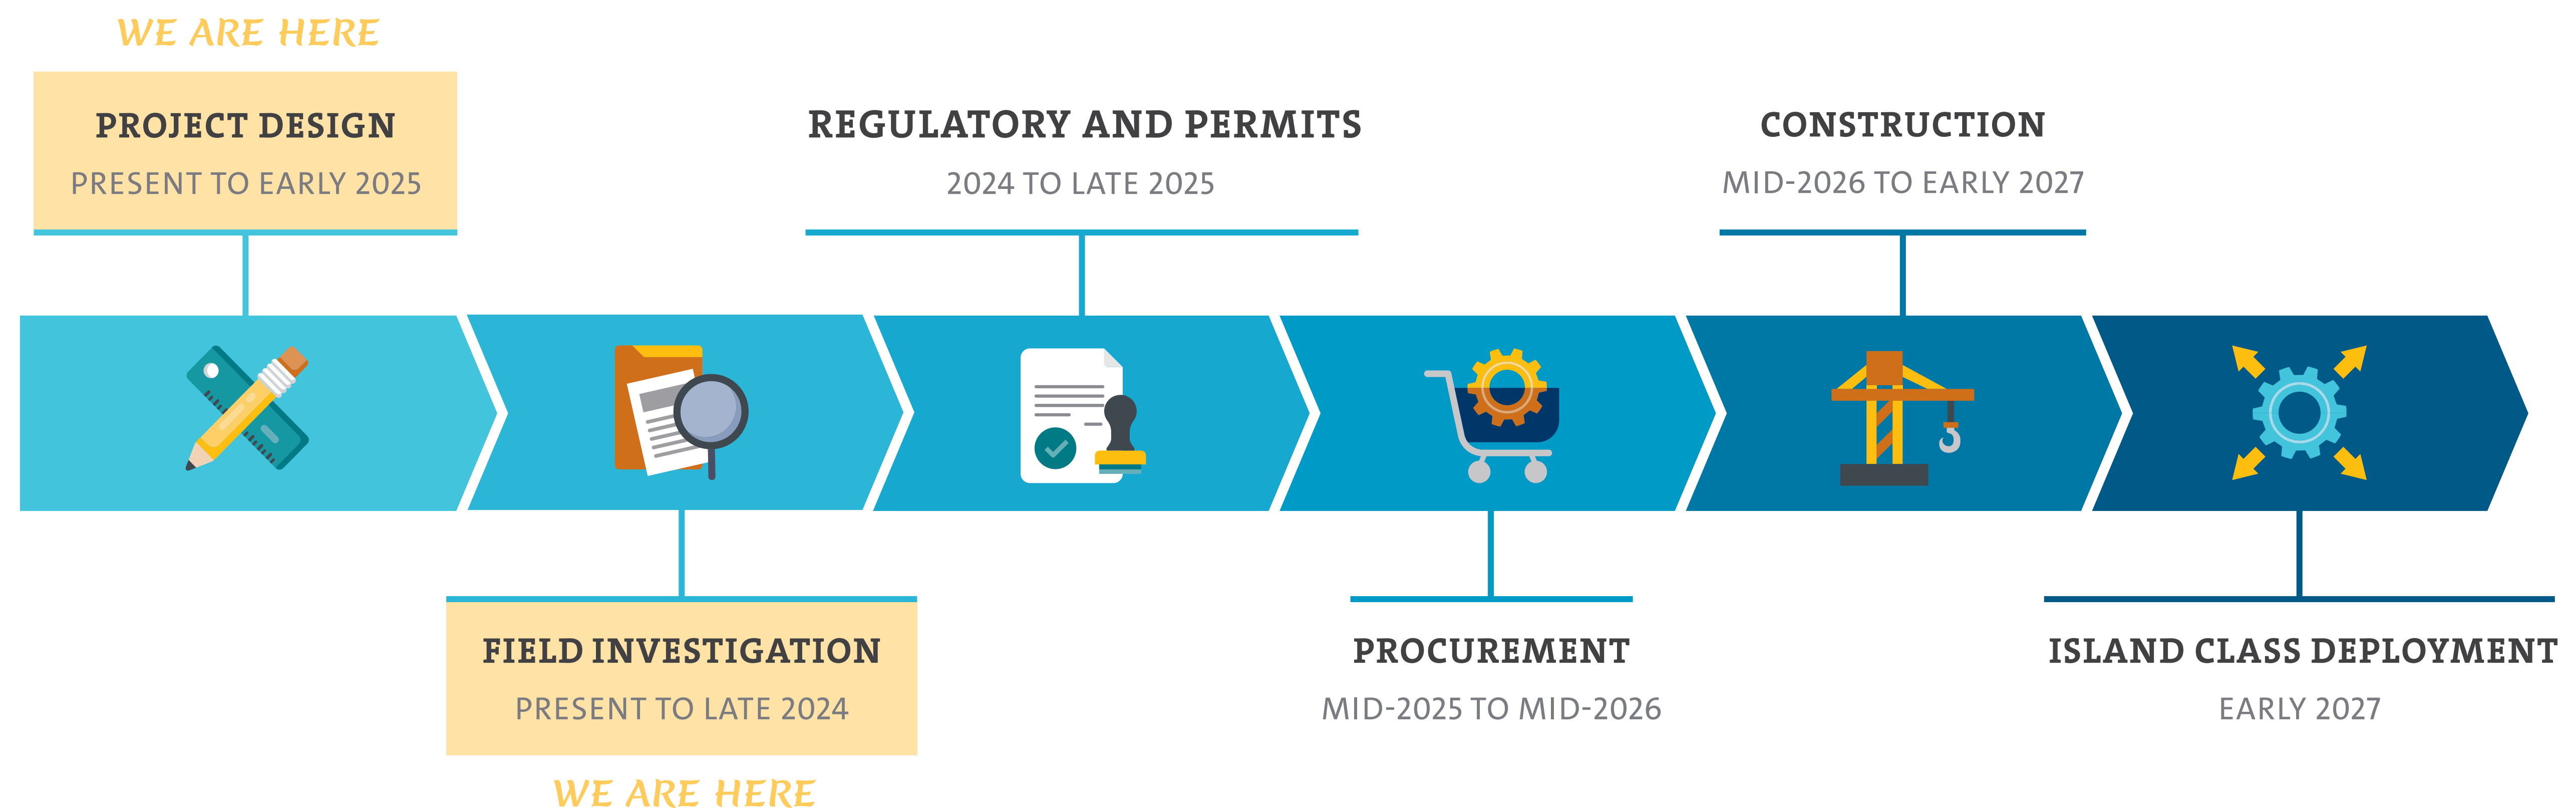 WE ARE HERE
PROJECT DESIGN
PRESENT TO EARLY 2025
REGULATORY AND PERMITS
2024 TO LATE 2025
CONSTRUCTION
MID-2026 TO EARLY 2027
FIELD INVESTIGATION
PRESENT TO LATE 2024
WE ARE HERE
PROCUREMENT
MID-2025 TO MID-2026
ISLAND CLASS DEPLOYMENT
EARLY 2027